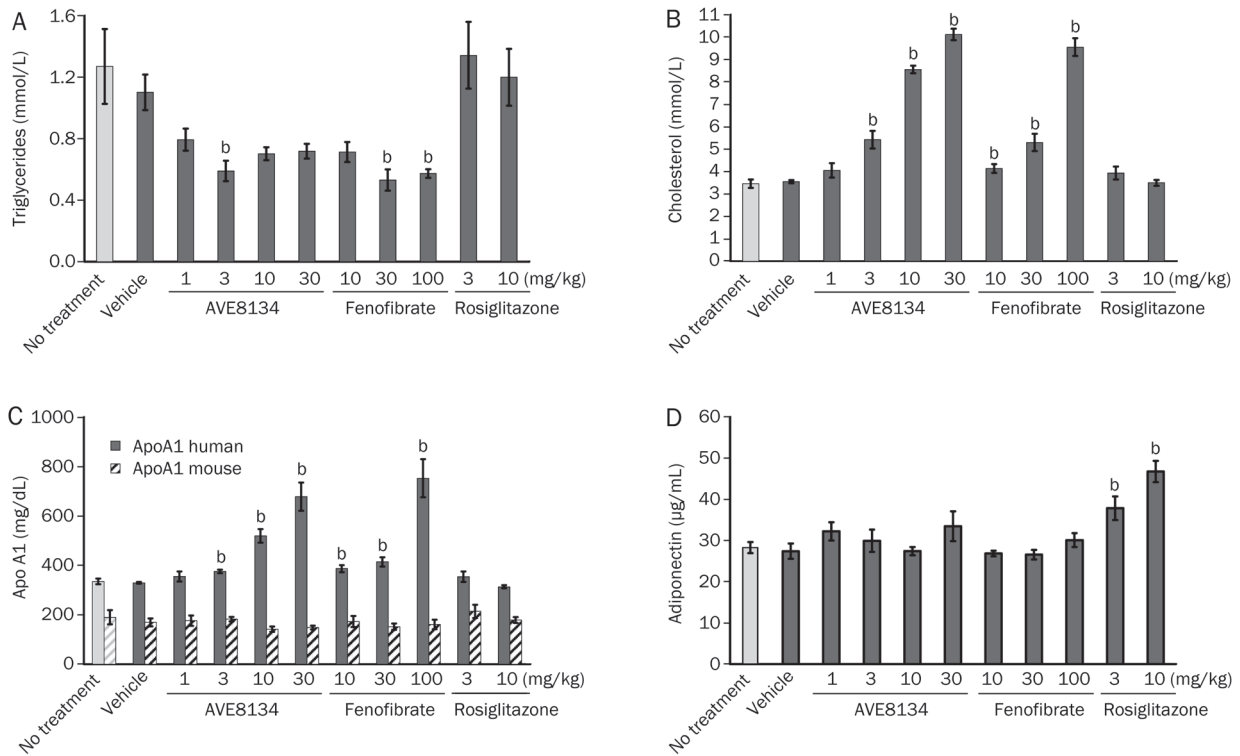 A
Triglycerides (mmol/L)
1.6
1.2
0.8
0.4
0.0
b
b
b
1 3 10 30 10 30 100 3 10 (mg/kg)
No treatment
Vehicle
AVE8134 Fenofibrate Rosiglitazone
B
Cholesterol (mmol/L)
11
10
9
8
7
6
5
4
3
2
1
0
b
b
b
b
b
b
1 3 10 30 10 30 100 3 10 (mg/kg)
No treatment
Vehicle
AVE8134 Fenofibrate Rosiglitazone
C
Apo A1 (mg/dL)
1000
800
600
400
200
0
ApoA1 human
ApoA1 mouse
b
b
b
b
b
b
1 3 10 30 10 30 100 3 10 (mg/kg)
No treatment
Vehicle
AVE8134 Fenofibrate Rosiglitazone
D
Adiponectin (μg/mL)
60
50
40
30
20
10
0
b
b
1 3 10 30 10 30 100 3 10 (mg/kg)
No treatment
Vehicle
AVE8134 Fenofibrate Rosiglitazone